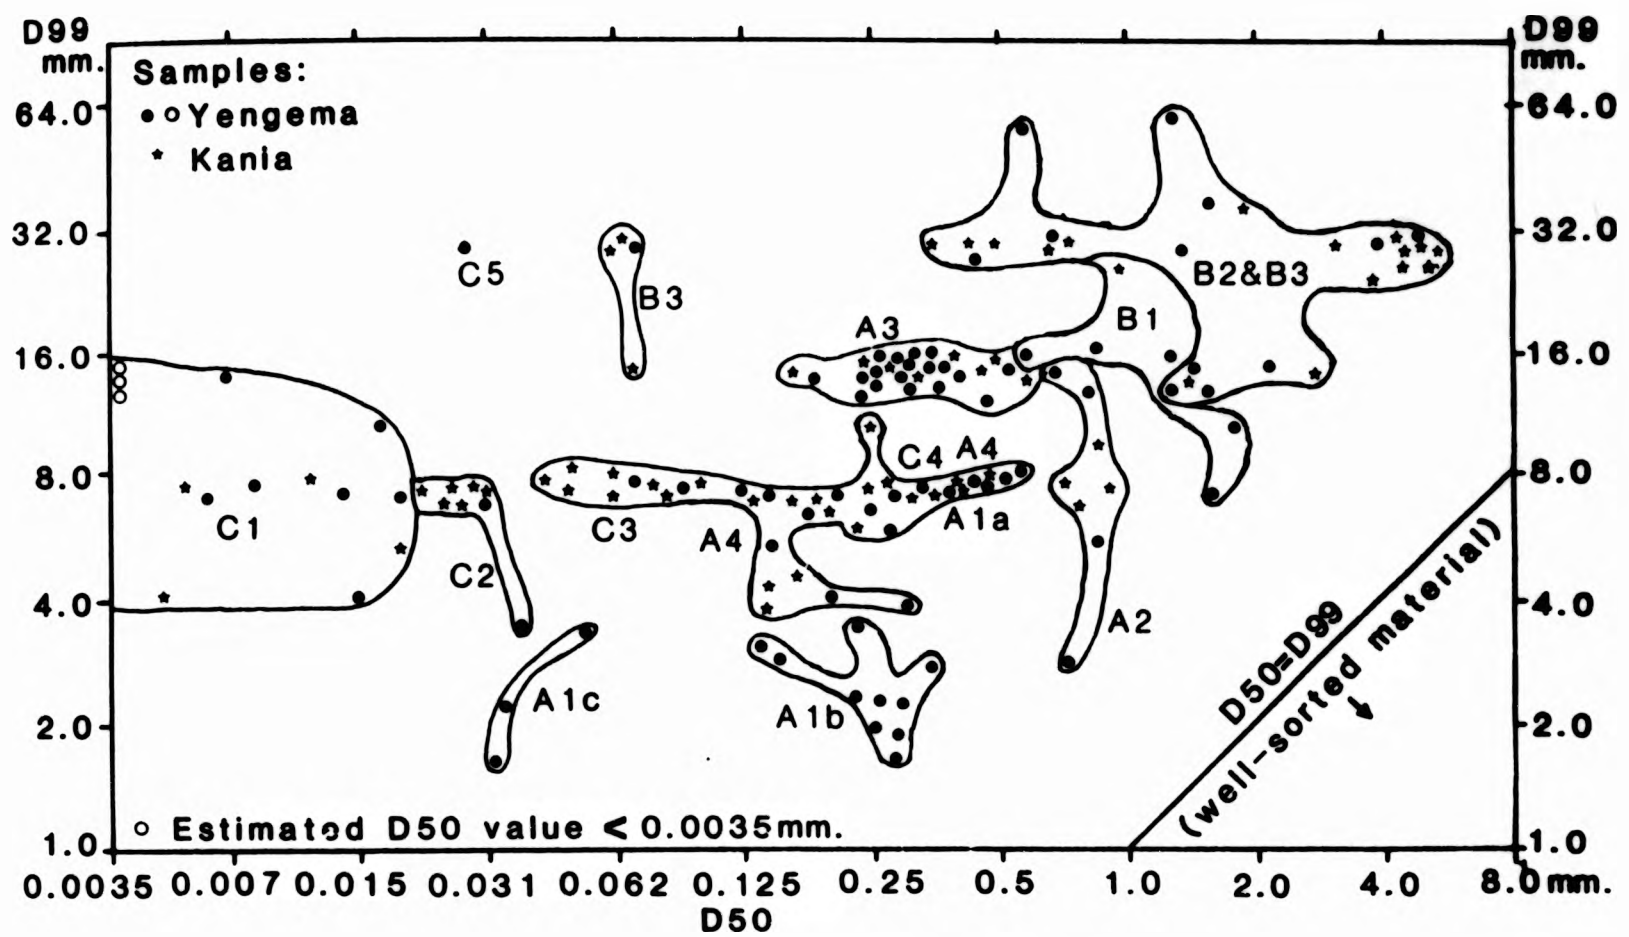 D99
mm.
D99
mm.
Samples:
Yengema
Kania
64.0
64.0
32.0
32.0
C5
B3
B2&B3
B1
A3
16.0
16.0
C4
A4
8.0
8.0
C1
C3
A4
A1a
C2
4.0
4.0
A2
A1c
A1b
2.0
2.0
D50=D99
(well-sorted material)
Estimated D50 value < 0.0035mm.
1.0
1.0
0.0035 0.007 0.015 0.031 0.062 0.125 0.25 0.5 1.0 2.0 4.0 8.0mm.
D50